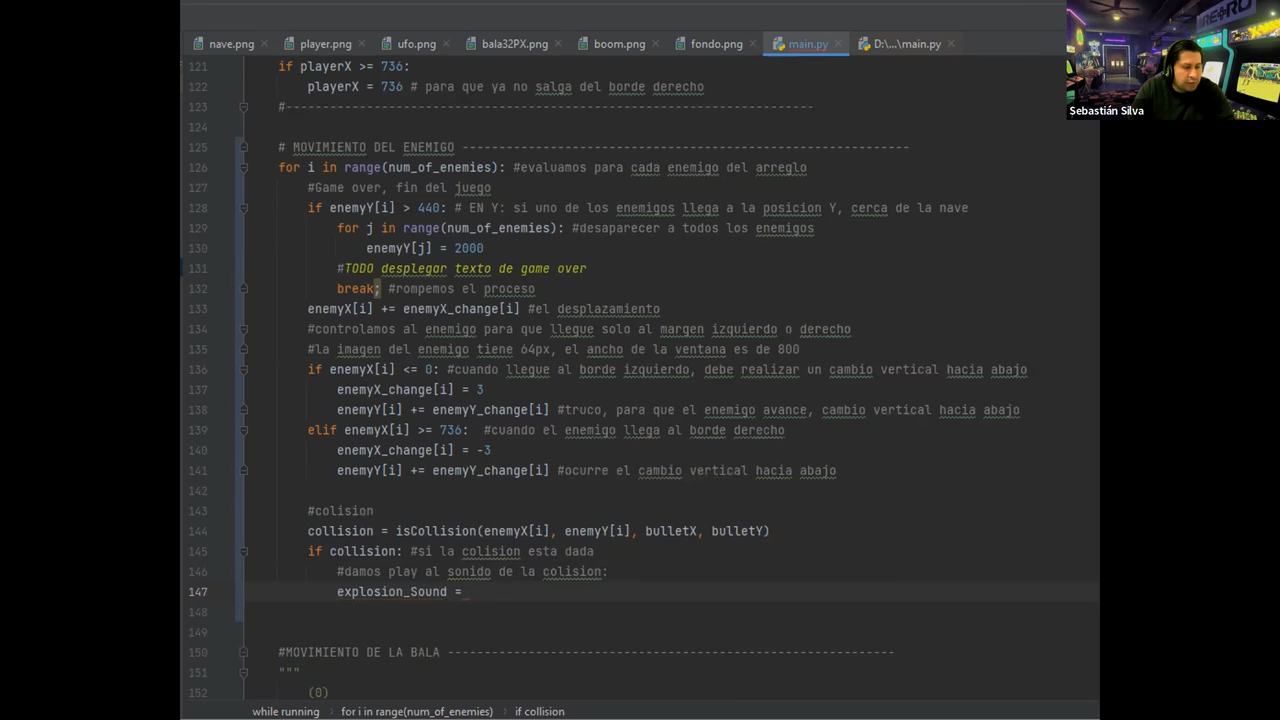 nave.png
player.png
ufo.png
bala32PX.png
boom.png
fondo.png
main.py
D:\...\main.py
RETRO
Sebastián Silva
121 if playerX >= 736:
122 playerX = 736 # para que ya no salga del borde derecho
123 #------------------------------------------------------------------------
124
125 # MOVIMIENTO DEL ENEMIGO -------------------------------------------------------------
126 for i in range(num_of_enemies): #evaluamos para cada enemigo del arreglo
127 #Game over, fin del juego
128 if enemyY[i] > 440: # EN Y: si uno de los enemigos llega a la posicion Y, cerca de la nave
129 for j in range(num_of_enemies): #desaparecer a todos los enemigos
130 enemyY[j] = 2000
131 #TODO desplegar texto de game over
132 break; #rompemos el proceso
133 enemyX[i] += enemyX_change[i] #el desplazamiento
134 #controlamos al enemigo para que llegue solo al margen izquierdo o derecho
135 #la imagen del enemigo tiene 64px, el ancho de la ventana es de 800
136 if enemyX[i] <= 0: #cuando llegue al borde izquierdo, debe realizar un cambio vertical hacia abajo
137 enemyX_change[i] = 3
138 enemyY[i] += enemyY_change[i] #truco, para que el enemigo avance, cambio vertical hacia abajo
139 elif enemyX[i] >= 736: #cuando el enemigo llega al borde derecho
140 enemyX_change[i] = -3
141 enemyY[i] += enemyY_change[i] #ocurre el cambio vertical hacia abajo
142
143 #colision
144 collision = isCollision(enemyX[i], enemyY[i], bulletX, bulletY)
145 if collision: #si la colision esta dada
146 #damos play al sonido de la colision:
147 explosion_Sound =
148
149
150 #MOVIMIENTO DE LA BALA -------------------------------------------------------------
151 """
152 (0)
while running
for i in range(num_of_enemies)
if collision